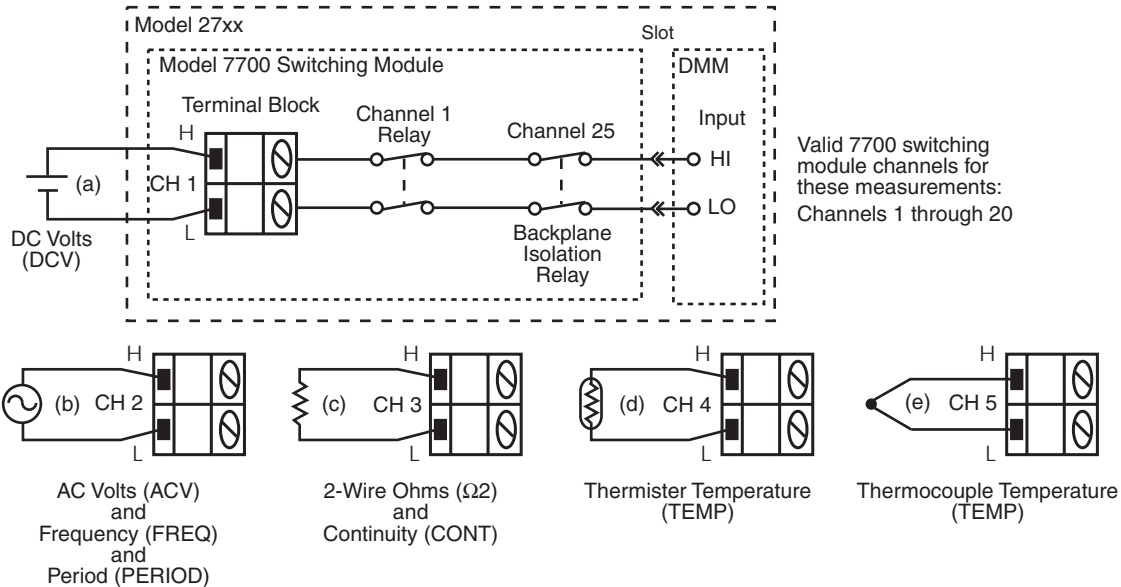 Model 27xx
Slot
Model 7700 Switching Module
DMM
Terminal Block
Channel 1
Relay
Channel 25
Input
H
HI
(a)
CH 1
LO
L
DC Volts
(DCV)
Backplane
Isolation
Relay
Valid 7700 switching
module channels for
these measurements:
Channels 1 through 20
H
(b) CH 2
L
AC Volts (ACV)
and
Frequency (FREQ)
and
Period (PERIOD)
H
(c) CH 3
L
2-Wire Ohms (Ω2)
and
Continuity (CONT)
H
(d) CH 4
L
Thermister Temperature
(TEMP)
H
(e) CH 5
L
Thermocouple Temperature
(TEMP)